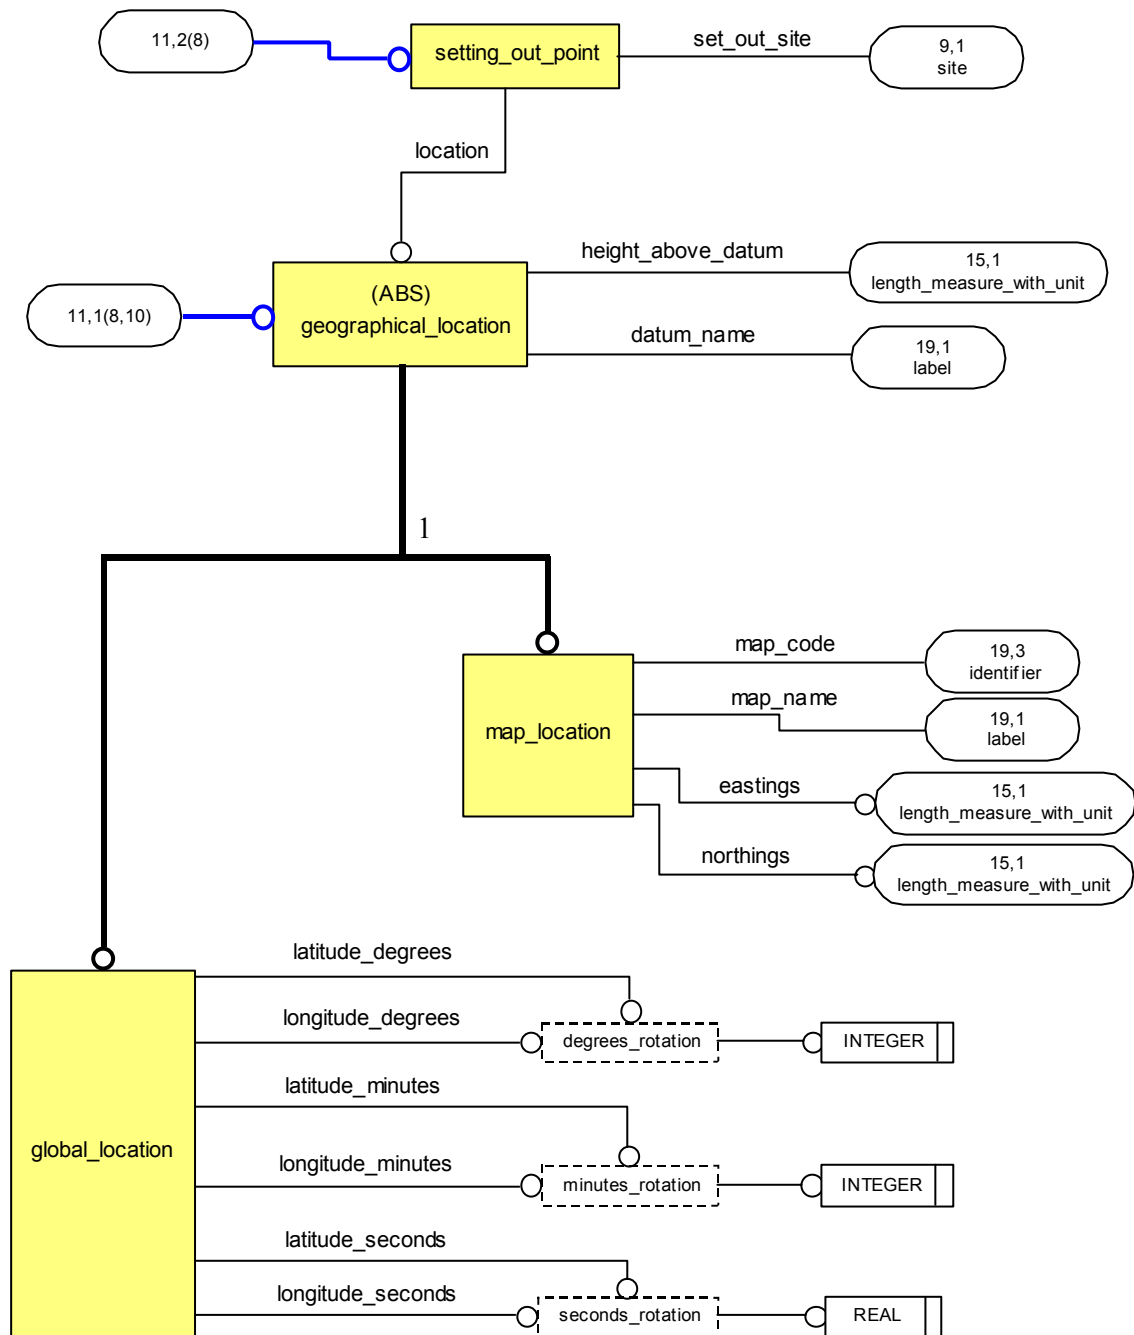 11,2(8)
setting_out_point
set_out_site
9,1
site
location
height_above_datum
15,1
length_measure_with_unit
(ABS)
geographical_location
11,1(8,10)
datum_name
19,1
label
1
map_code
19,3
identifier
map_name
19,1
label
map_location
eastings
15,1
length_measure_with_unit
northings
15,1
length_measure_with_unit
latitude_degrees
longitude_degrees
degrees_rotation
INTEGER
latitude_minutes
global_location
longitude_minutes
minutes_rotation
INTEGER
latitude_seconds
longitude_seconds
seconds_rotation
REAL